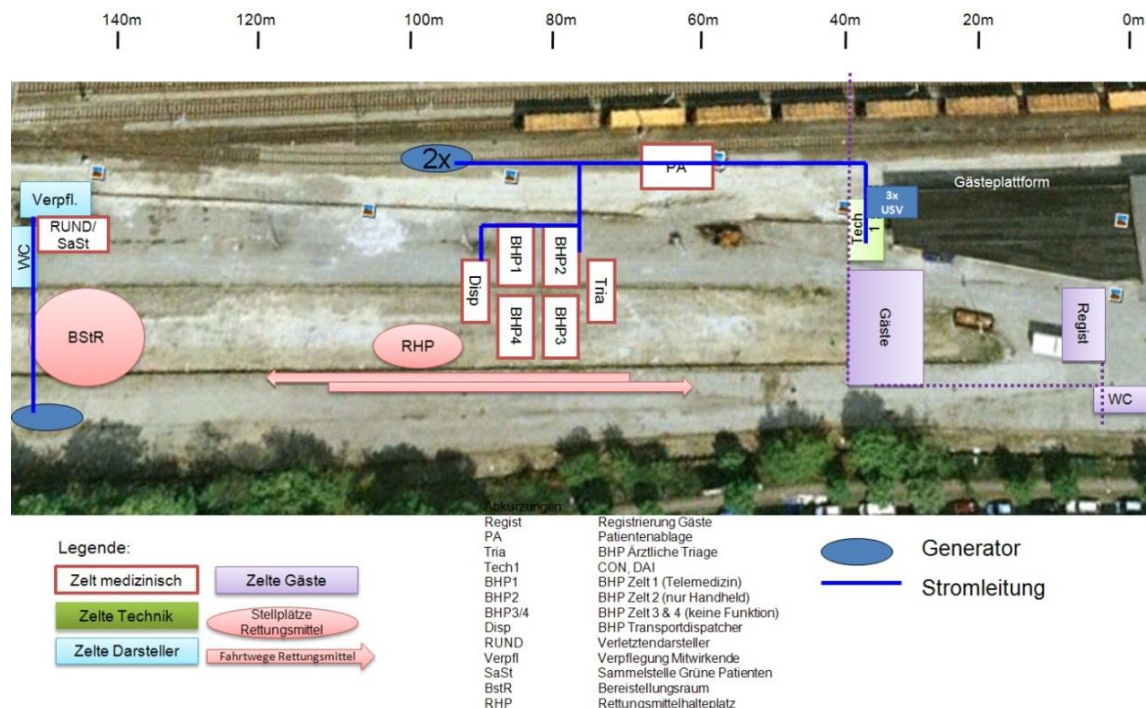 140m 120m 100m 80m 60m 40m 20m 0m
2x
PA
3x
USV
Gästeplattform
Verpfl.
RUND/
SaSt
WC
Tech
1
BHP1
BHP2
Disp
Tria
BHP4
BHP3
BStR
RHP
Gäste
Regist
WC
Legende:
Zelt medizinisch
Zelte Gäste
Zelte Technik
Stellplätze
Rettungsmittel
Zelte Darsteller
Fahrtwege Rettungsmittel
Abkürzungen
Regist Registrierung Gäste
PA Patientenablage
Tria BHP Ärztliche Triage
Tech1 CON, DAI
BHP1 BHP Zelt 1 (Telemedizin)
BHP2 BHP Zelt 2 (nur Handheld)
BHP3/4 BHP Zelt 3 & 4 (keine Funktion)
Disp BHP Transportdispatcher
RUND Verletztendarsteller
Verpfl Verpflegung Mitwirkende
SaSt Sammelstelle Grüne Patienten
BstR Bereistellungsraum
RHP Rettungsmittelhalteplatz
Generator
Stromleitung